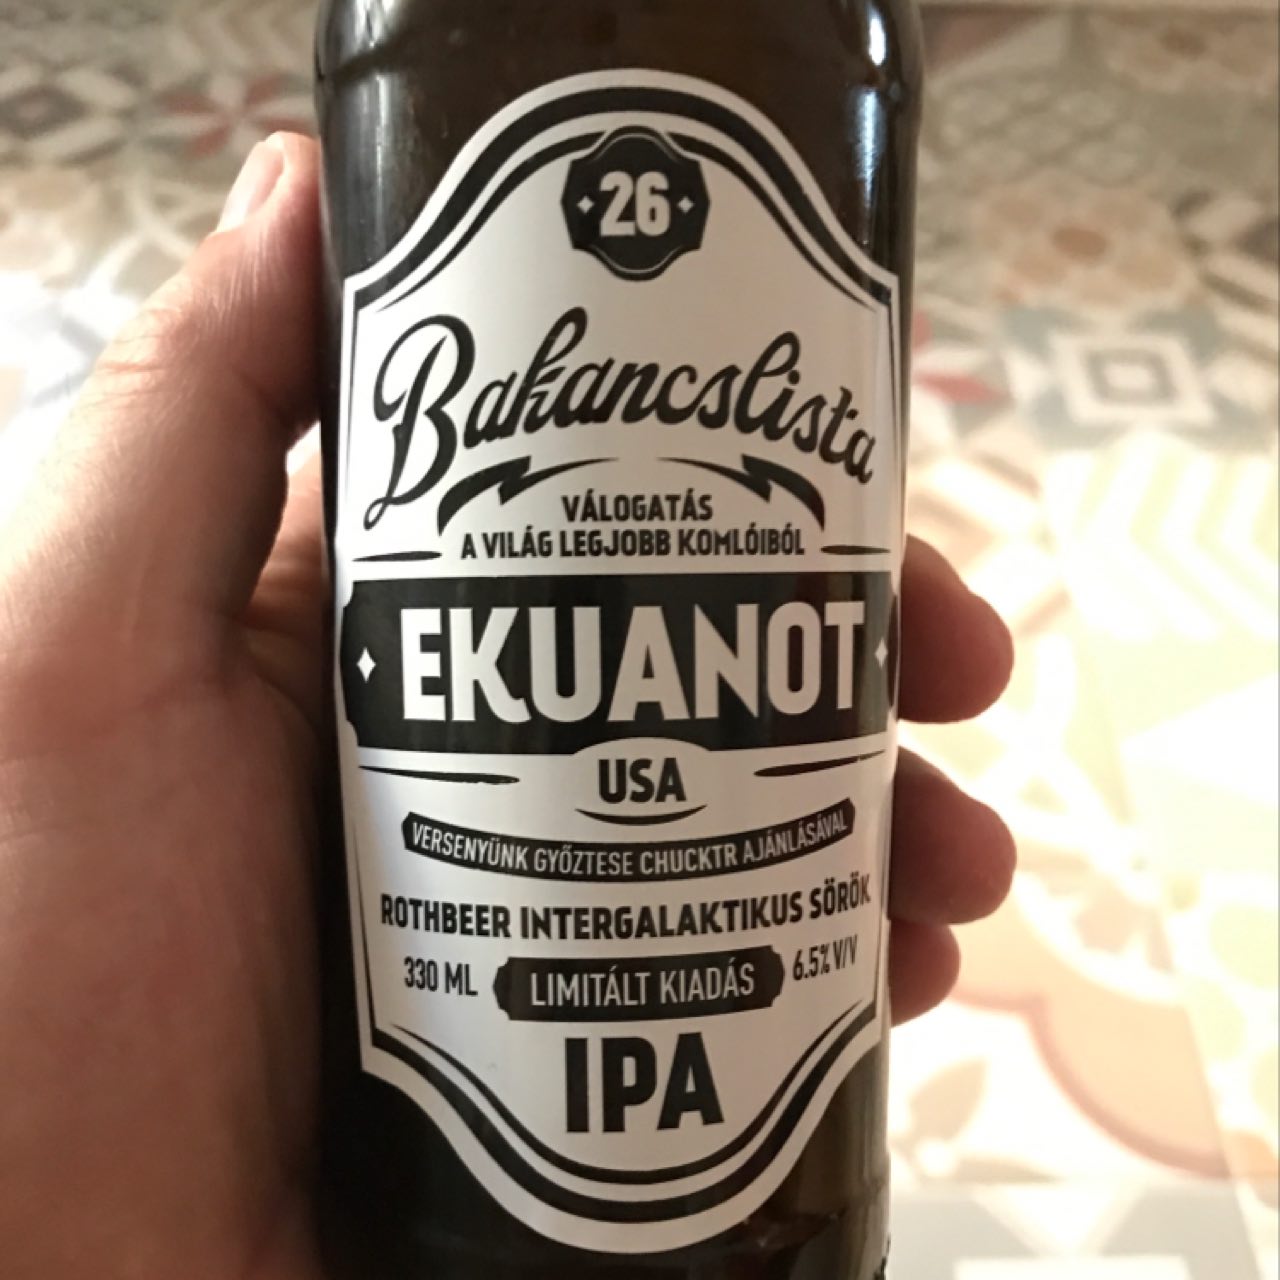 26
Bakancslista
VÁLOGATÁS
A VILÁG LEGJOBB KOMLÓIBÓL
EKUANOT
USA
VERSENYÜNK GYŐZTESE CHUCKTR AJÁNLÁSÁVAL
ROTHBEER INTERGALAKTIKUS SÖRÖK
330 ML LIMITÁLT KIADÁS 6.5% V/V
IPA